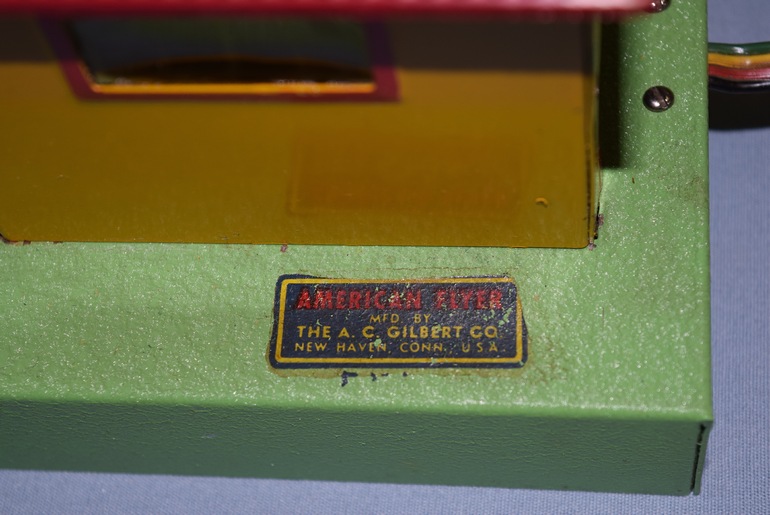 AMERICAN FLYER
MFD. BY
THE A. C. GILBERT CO.
NEW HAVEN, CONN., U.S.A.